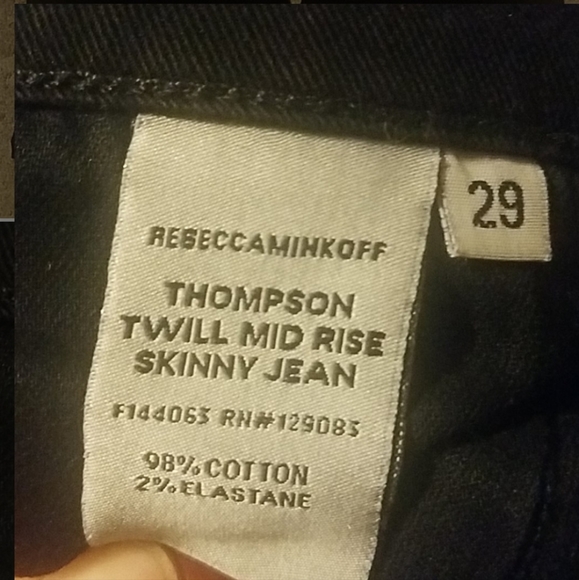 REBECCAMINKOFF
29
THOMPSON
TWILL MID RISE
SKINNY JEAN
F144063 RN#129083
98% COTTON
2% ELASTANE